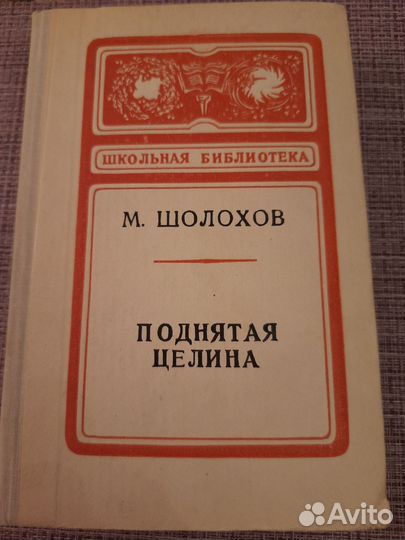 ШКОЛЬНАЯ БИБЛИОТЕКА
М. ШОЛОХОВ
ПОДНЯТАЯ
ЦЕЛИНА
Avito